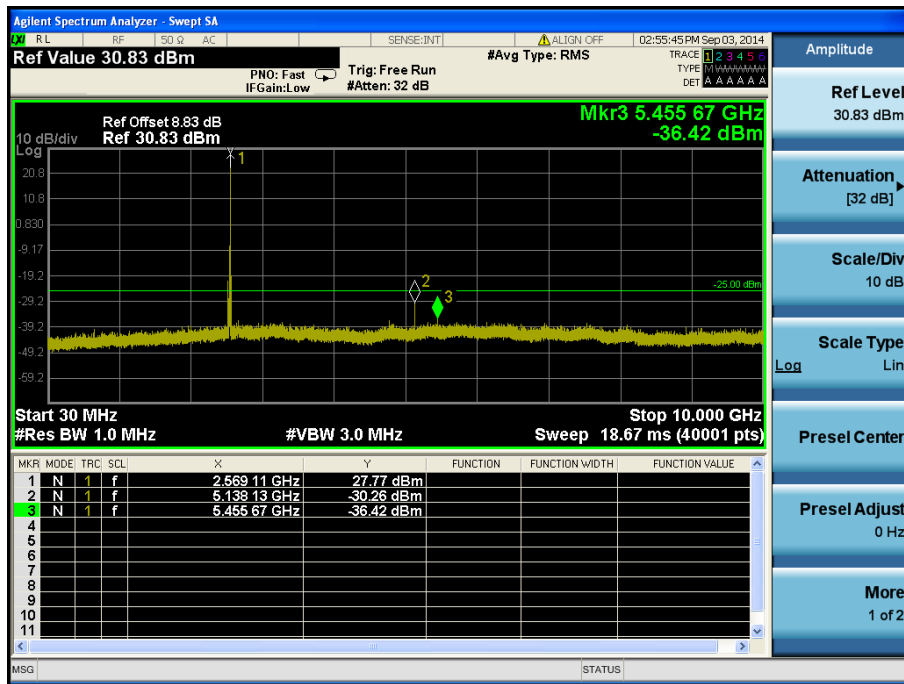 Agilent Spectrum Analyzer - Swept SA
LXI RL RF 50 Ω AC SENSE:INT ALIGN OFF 02:55:45 PM Sep 03, 2014
Ref Value 30.83 dBm
PNO: Fast
IFGain:Low
Trig: Free Run
#Atten: 32 dB
#Avg Type: RMS
TRACE 1 2 3 4 5 6
TYPE M WWWWW
DET A A A A A A
Mkr3 5.455 67 GHz
-36.42 dBm
Ref Offset 8.83 dB
10 dB/div Ref 30.83 dBm
Log
1
20.8
10.8
0.830
-9.17
-19.2
2
-25.00 dBm
3
-29.2
-39.2
-49.2
-59.2
Start 30 MHz Stop 10.000 GHz
#Res BW 1.0 MHz #VBW 3.0 MHz Sweep 18.67 ms (40001 pts)
MKR MODE TRC SCL X Y FUNCTION FUNCTION WIDTH FUNCTION VALUE
1 N 1 f 2.569 11 GHz 27.77 dBm
2 N 1 f 5.138 13 GHz -30.26 dBm
3 N 1 f 5.455 67 GHz -36.42 dBm
4
5
6
7
8
9
10
11
MSG STATUS
Amplitude
Ref Level
30.83 dBm
Attenuation
[32 dB]
Scale/Div
10 dB
Scale Type
Log Lin
Presel Center
Presel Adjust
0 Hz
More
1 of 2